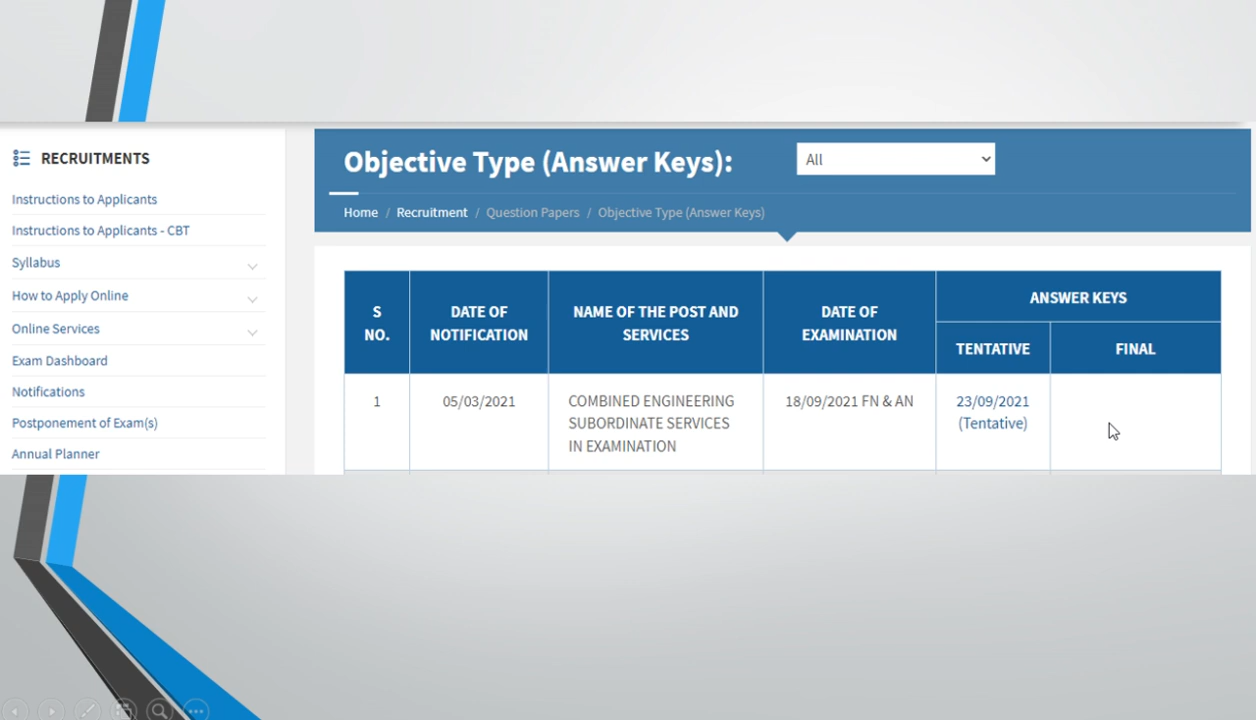 RECRUITMENTS
Instructions to Applicants
Instructions to Applicants - CBT
Syllabus
How to Apply Online
Online Services
Exam Dashboard
Notifications
Postponement of Exam(s)
Annual Planner
Objective Type (Answer Keys):
All
Home / Recruitment / Question Papers / Objective Type (Answer Keys)
S
NO.
DATE OF
NOTIFICATION
NAME OF THE POST AND
SERVICES
DATE OF
EXAMINATION
ANSWER KEYS
TENTATIVE
FINAL
1
05/03/2021
COMBINED ENGINEERING
SUBORDINATE SERVICES
IN EXAMINATION
18/09/2021 FN & AN
23/09/2021
(Tentative)